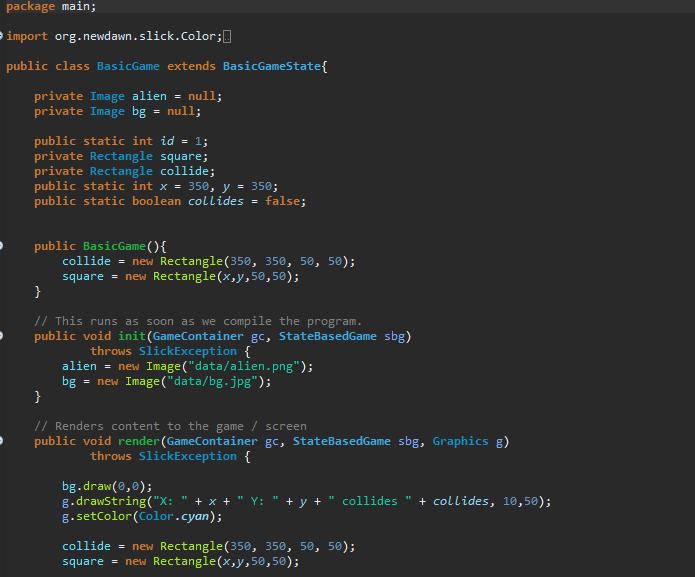 package main;
import org.newdawn.slick.Color;
public class BasicGame extends BasicGameState{
private Image alien = null;
private Image bg = null;
public static int id = 1;
private Rectangle square;
private Rectangle collide;
public static int x = 350, y = 350;
public static boolean collides = false;
public BasicGame(){
collide = new Rectangle(350, 350, 50, 50);
square = new Rectangle(x,y,50,50);
}
// This runs as soon as we compile the program.
public void init(GameContainer gc, StateBasedGame sbg)
throws SlickException {
alien = new Image("data/alien.png");
bg = new Image("data/bg.jpg");
}
// Renders content to the game / screen
public void render(GameContainer gc, StateBasedGame sbg, Graphics g)
throws SlickException {
bg.draw(0,0);
g.drawString("X: " + x + " Y: " + y + " collides " + collides, 10,50);
g.setColor(Color.cyan);
collide = new Rectangle(350, 350, 50, 50);
square = new Rectangle(x,y,50,50);